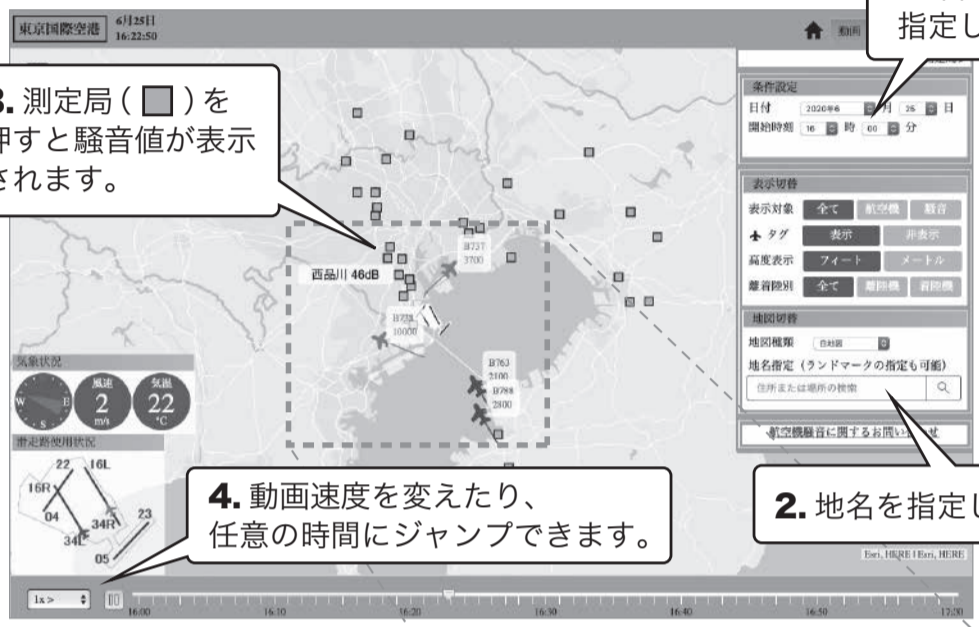 東京国際空港
6月25日
16:22:50
動画
指定し
3. 測定局(■)を
押すと騒音値が表示
されます。
条件設定
日付 2020年6 月 25 日
開始時刻 16 時 00 分
表示切替
表示対象 全て 航空機 騒音
タグ 表示 非表示
高度表示 フィート メートル
離着陸別 全て 離陸機 着陸機
地図切替
地図種類 白地図
地名指定(ランドマークの指定も可能)
住所または場所の検索
航空機騒音に関するお問い合わせ
B737
3700
西品川 46dB
10000
B763
2100
B788
2800
気象状況
W E
S
風速
2
m/s
気温
22
℃
滑走路使用状況
22 16L
16R
04 34R 23
34L
05
4. 動画速度を変えたり、
任意の時間にジャンプできます。
2. 地名を指定し
Esri, HERE | Esri, HERE
1x >
16:00 16:10 16:20 16:30 16:40 16:50 17:00